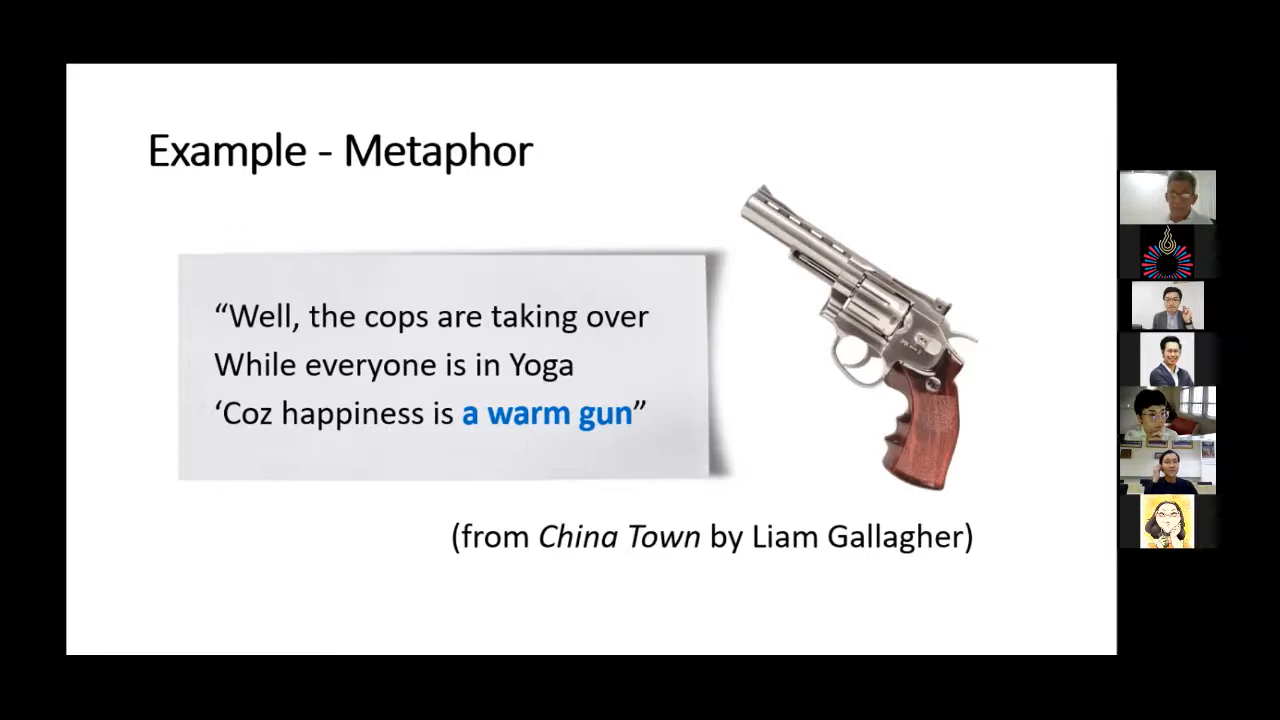 Example - Metaphor
“Well, the cops are taking over
While everyone is in Yoga
‘Coz happiness is a warm gun”
(from China Town by Liam Gallagher)